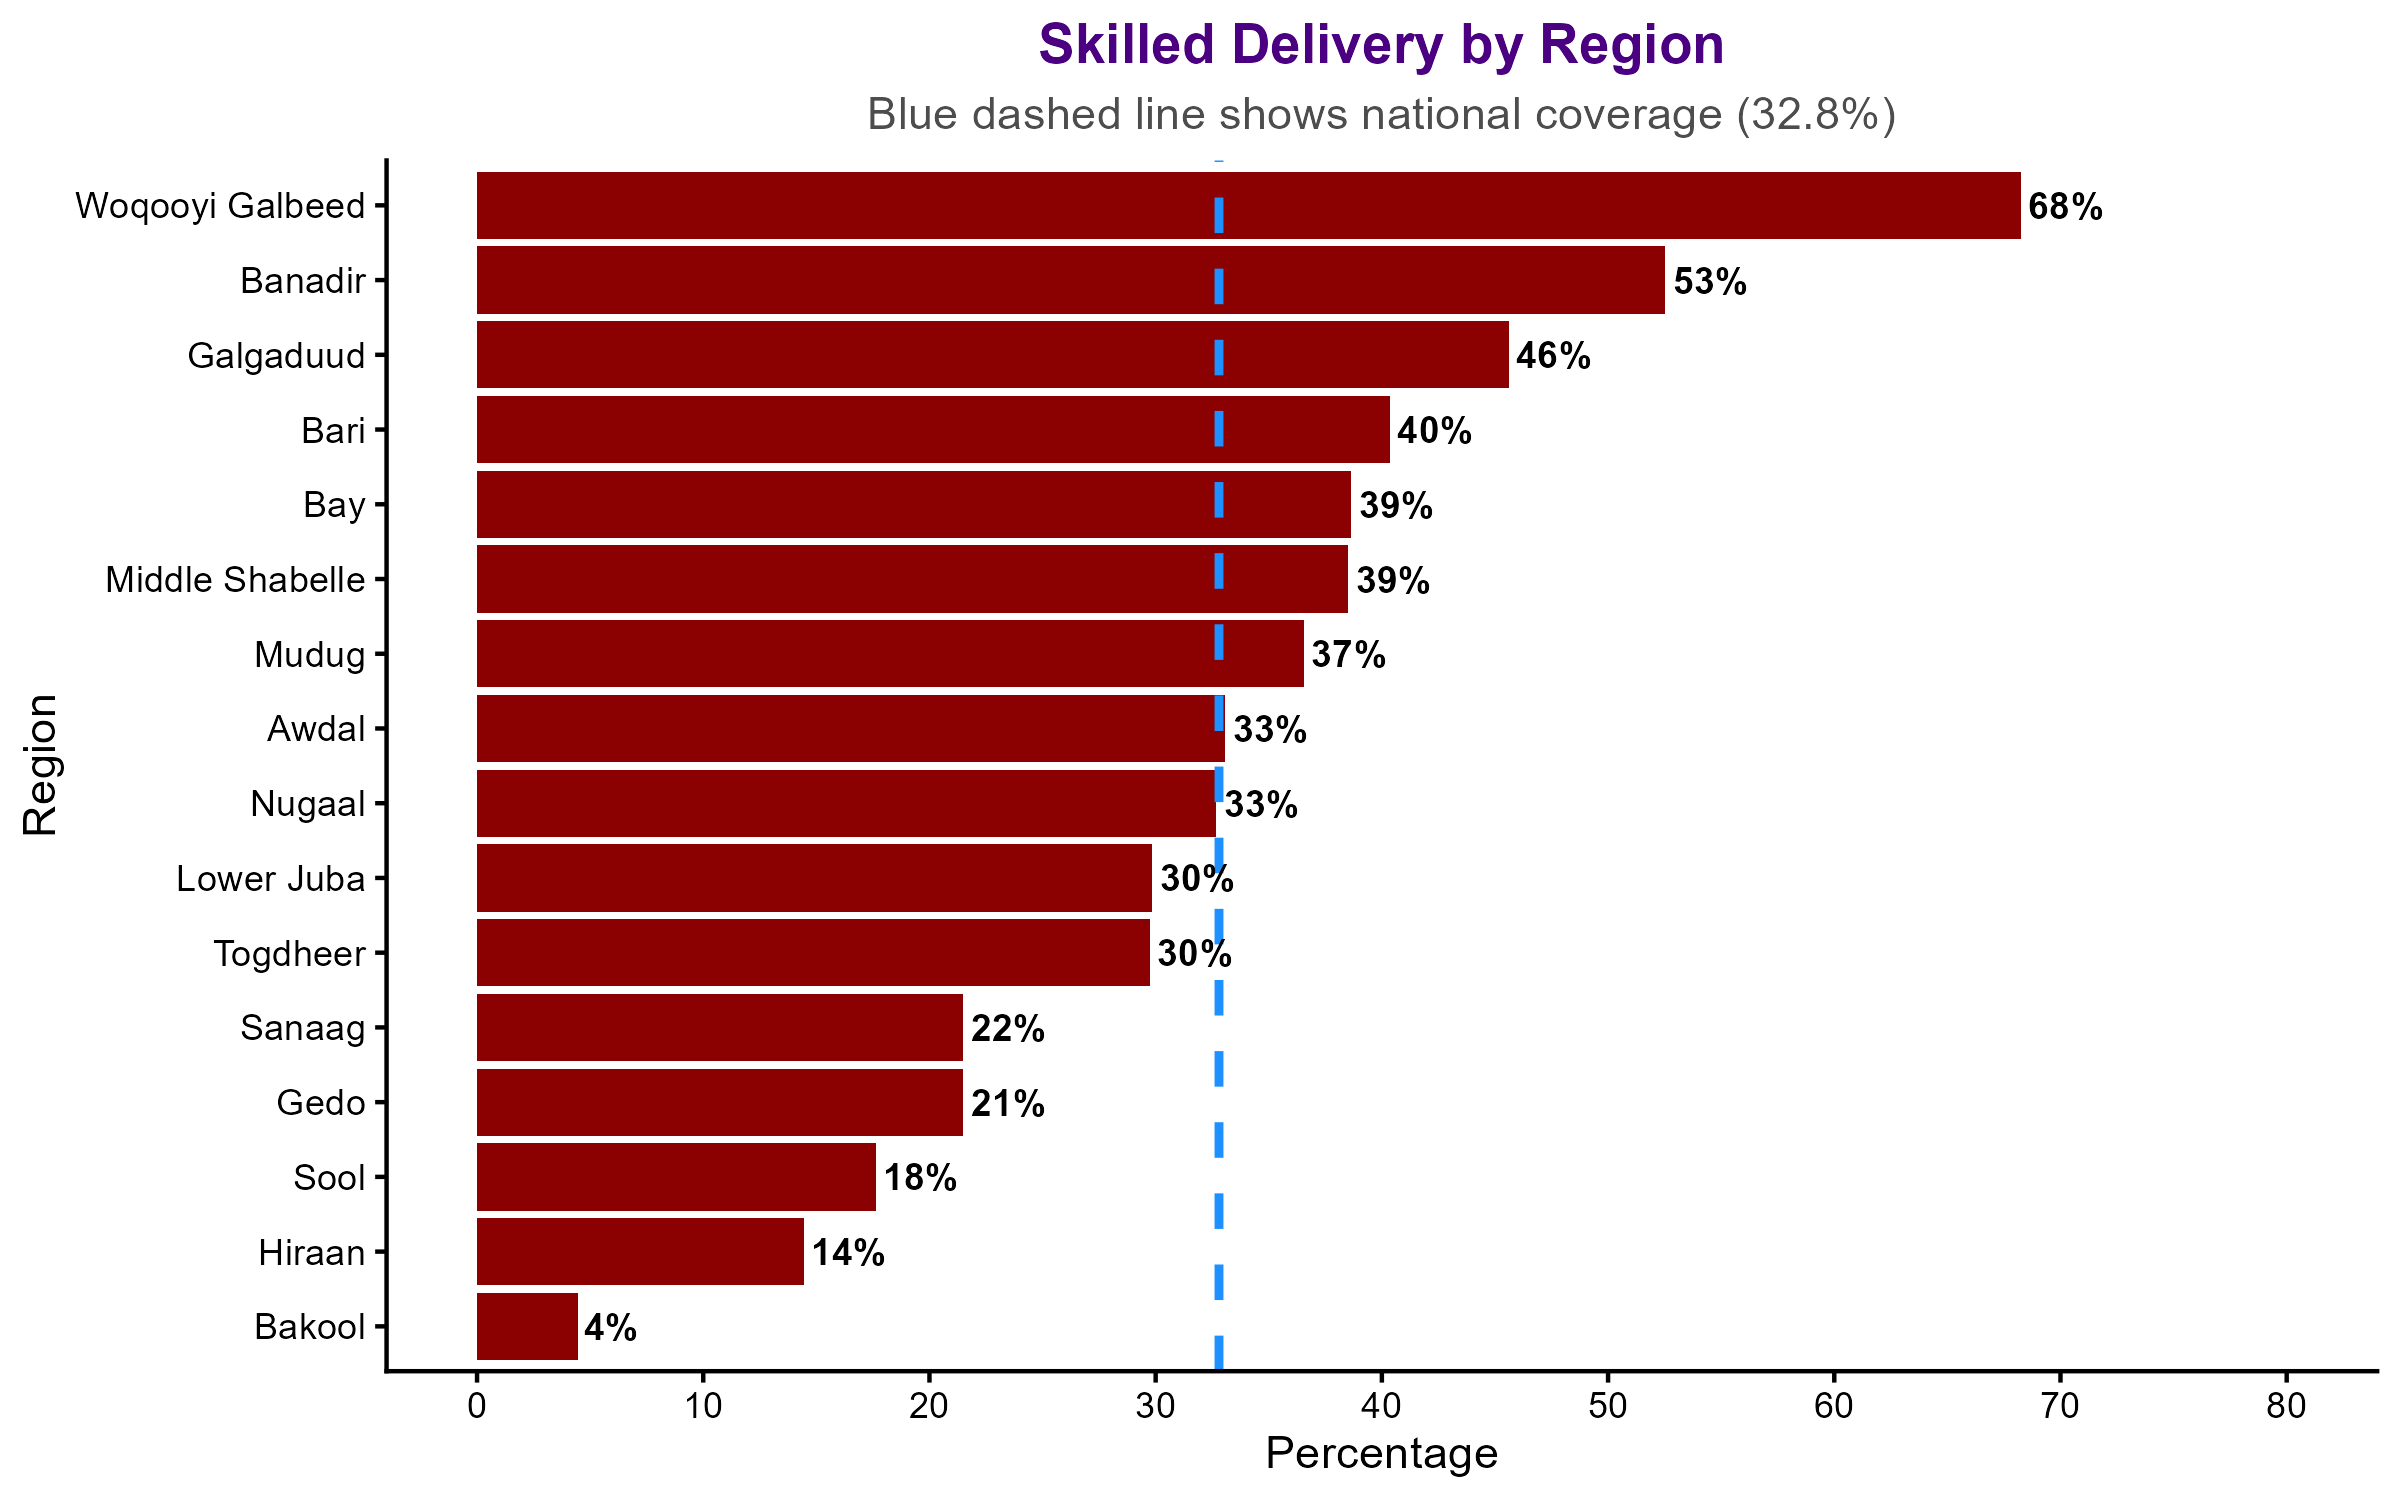 Skilled Delivery by Region
Blue dashed line shows national coverage (32.8%)
Region
Woqooyi Galbeed 68%
Banadir 53%
Galgaduud 46%
Bari 40%
Bay 39%
Middle Shabelle 39%
Mudug 37%
Awdal 33%
Nugaal 33%
Lower Juba 30%
Togdheer 30%
Sanaag 22%
Gedo 21%
Sool 18%
Hiraan 14%
Bakool 4%
0 10 20 30 40 50 60 70 80
Percentage